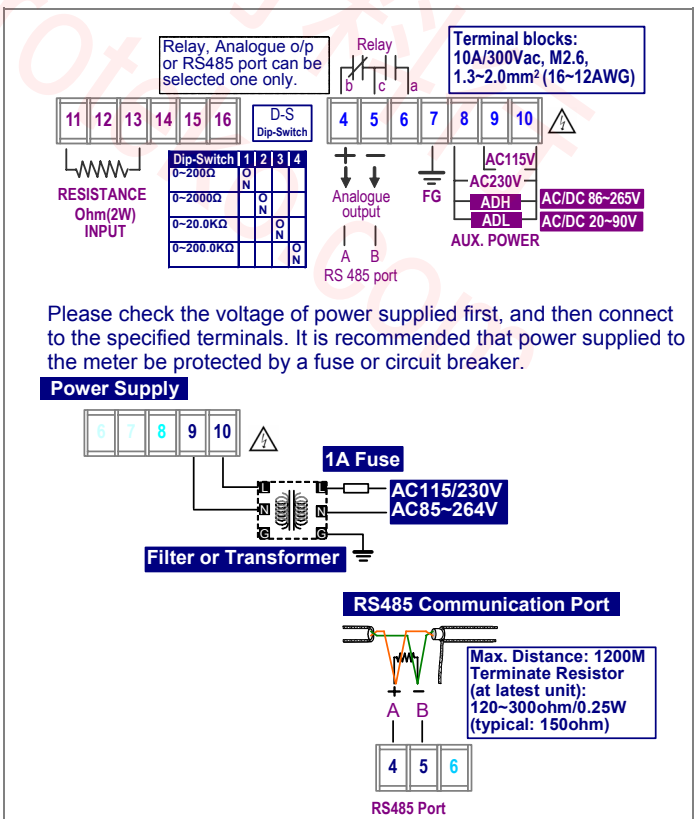 Relay, Analogue o/p
or RS485 port can be
selected one only.
Relay
b c a
Terminal blocks:
10A/300Vac, M2.6,
1.3~2.0mm² (16~12AWG)
11 12 13 14 15 16
D-S
Dip-Switch
4 5 6 7 8 9 10
RESISTANCE
Ohm(2W)
INPUT
Dip-Switch 1 2 3 4
0~200Ω ON
0~2000Ω ON
0~20.0KΩ ON
0~200.0KΩ ON
+ −
Analogue
output
A B
RS 485 port
FG
AC115V
AC230V
ADH AC/DC 86~265V
ADL AC/DC 20~90V
AUX. POWER
Please check the voltage of power supplied first, and then connect
to the specified terminals. It is recommended that power supplied to
the meter be protected by a fuse or circuit breaker.
Power Supply
6 7 8 9 10
1A Fuse
L L AC115/230V
N N AC85~264V
G G
Filter or Transformer
RS485 Communication Port
Max. Distance: 1200M
Terminate Resistor
(at latest unit):
120~300ohm/0.25W
(typical: 150ohm)
+ −
A B
4 5 6
RS485 Port